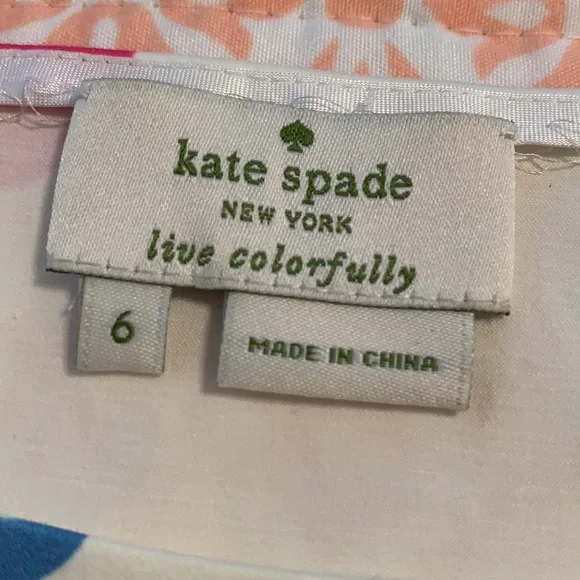 kate spade
NEW YORK
live colorfully
6
MADE IN CHINA